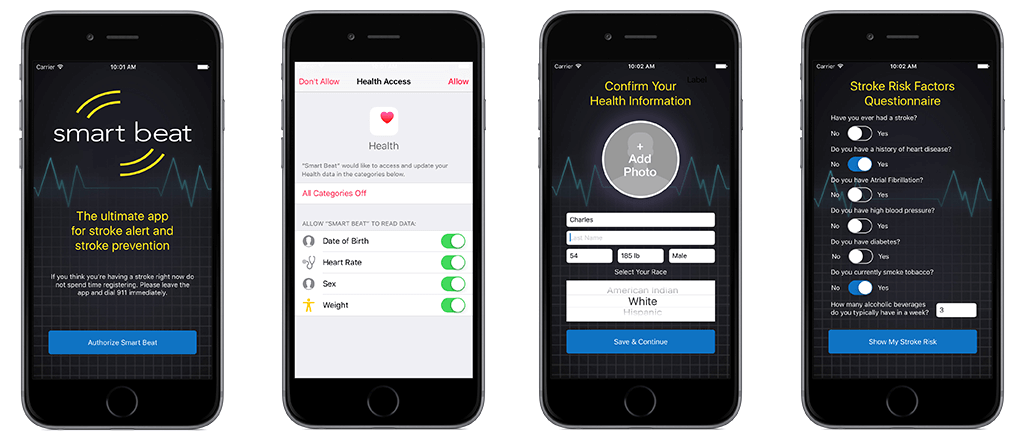 Carrier 10:01 AM
smart beat
The ultimate app
for stroke alert and
stroke prevention
If you think you're having a stroke right now do
not spend time registering. Please leave the
app and dial 911 immediately.
Authorize Smart Beat
Don't Allow Health Access Allow
Health
"Smart Beat" would like to access and update your
Health data in the categories below.
All Categories Off
ALLOW "SMART BEAT" TO READ DATA:
Date of Birth
Heart Rate
Sex
Weight
Carrier 10:02 AM
Label
Confirm Your
Health Information
+
Add
Photo
Charles
Last Name
54 185 lb Male
Select Your Race
American Indian
White
Hispanic
Save & Continue
Carrier 10:02 AM
Stroke Risk Factors
Questionnaire
Have you ever had a stroke?
No Yes
Do you have a history of heart disease?
No Yes
Do you have Atrial Fibrillation?
No Yes
Do you have high blood pressure?
No Yes
Do you have diabetes?
No Yes
Do you currently smoke tobacco?
No Yes
How many alcoholic beverages
do you typically have in a week? 3
Show My Stroke Risk